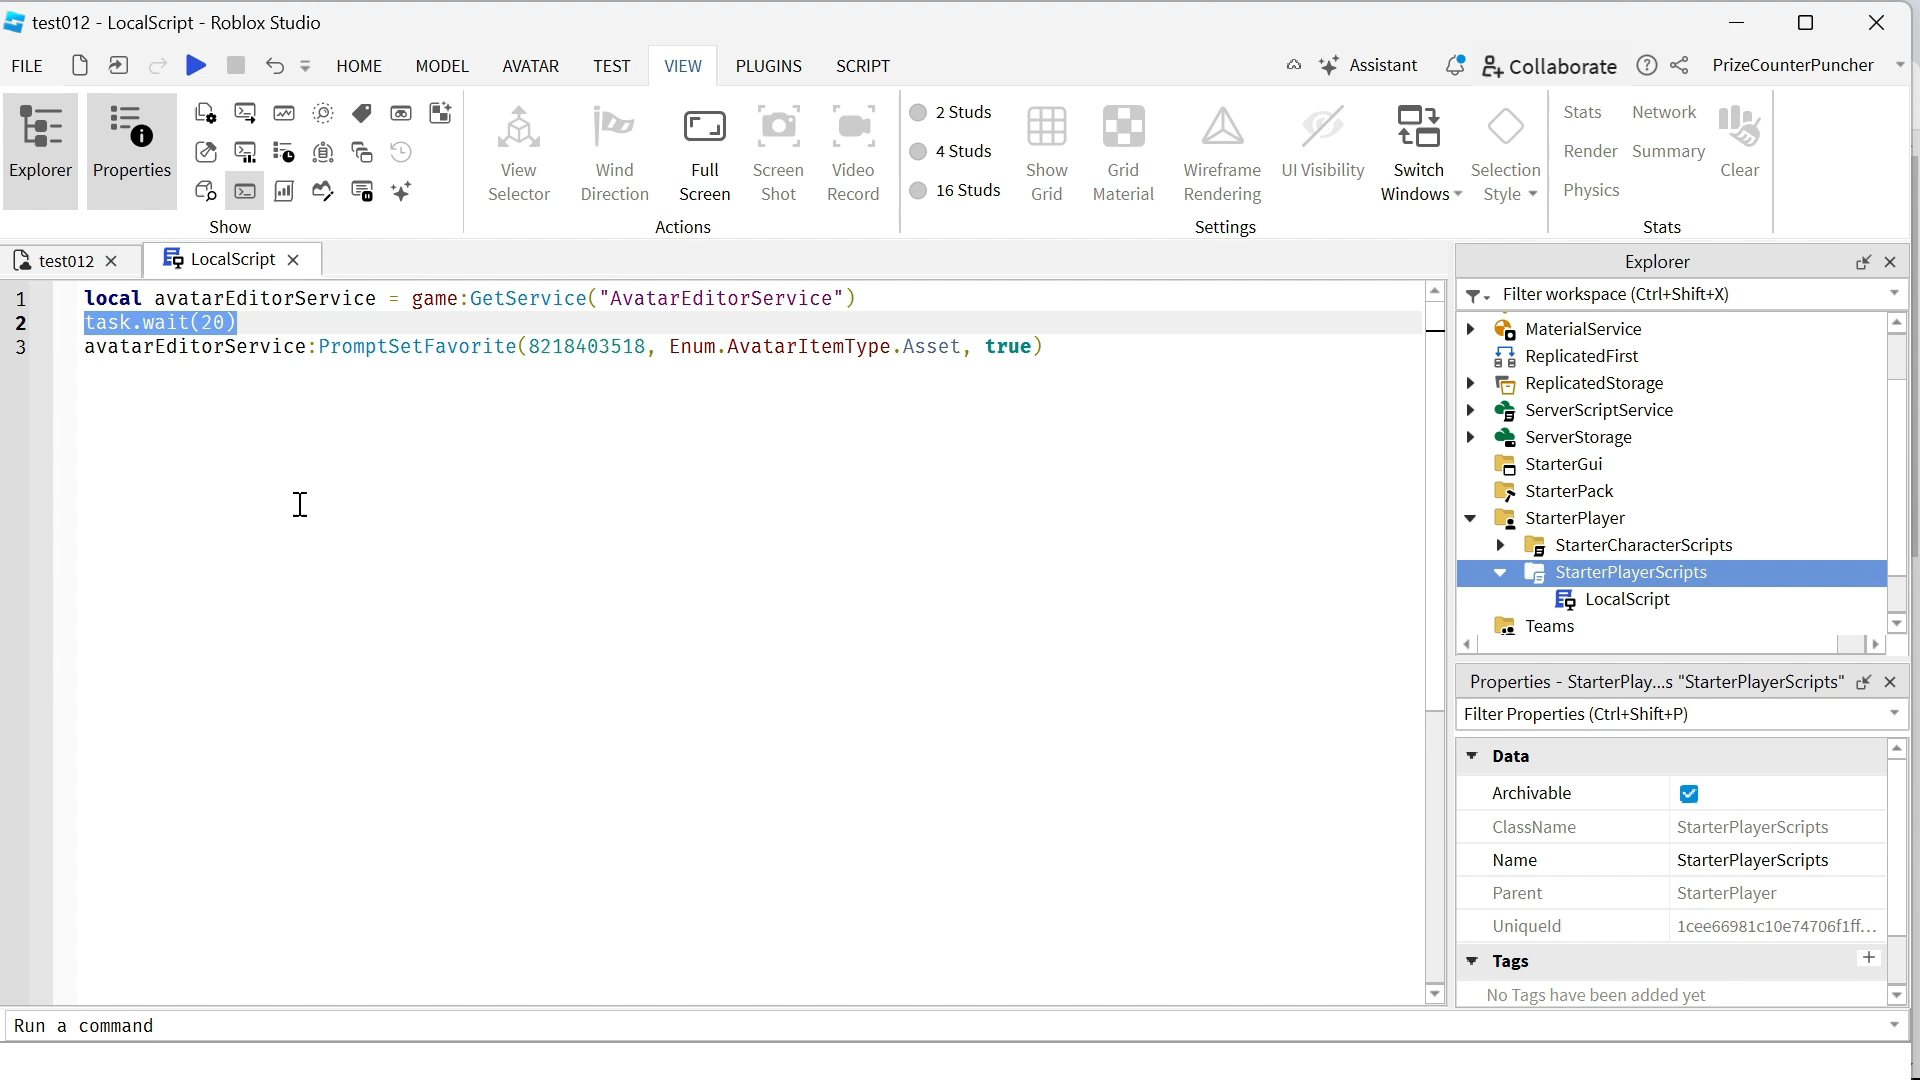 test012 - LocalScript - Roblox Studio
FILE HOME MODEL AVATAR TEST VIEW PLUGINS SCRIPT Assistant Collaborate PrizeCounterPuncher
Explorer
Properties
Show
View Selector
Wind Direction
Full Screen
Screen Shot
Video Record
Actions
2 Studs
4 Studs
16 Studs
Show Grid
Grid Material
Wireframe Rendering
UI Visibility
Switch Windows
Selection Style
Settings
Stats Network
Render Summary
Physics
Clear
Stats
test012
LocalScript
1 local avatarEditorService = game:GetService("AvatarEditorService")
2 task.wait(20)
3 avatarEditorService:PromptSetFavorite(8218403518, Enum.AvatarItemType.Asset, true)
Explorer
Filter workspace (Ctrl+Shift+X)
MaterialService
ReplicatedFirst
ReplicatedStorage
ServerScriptService
ServerStorage
StarterGui
StarterPack
StarterPlayer
StarterCharacterScripts
StarterPlayerScripts
LocalScript
Teams
Properties - StarterPlay...s "StarterPlayerScripts"
Filter Properties (Ctrl+Shift+P)
Data
Archivable
ClassName StarterPlayerScripts
Name StarterPlayerScripts
Parent StarterPlayer
UniqueId 1cee66981c10e74706f1ff...
Tags
No Tags have been added yet
Run a command